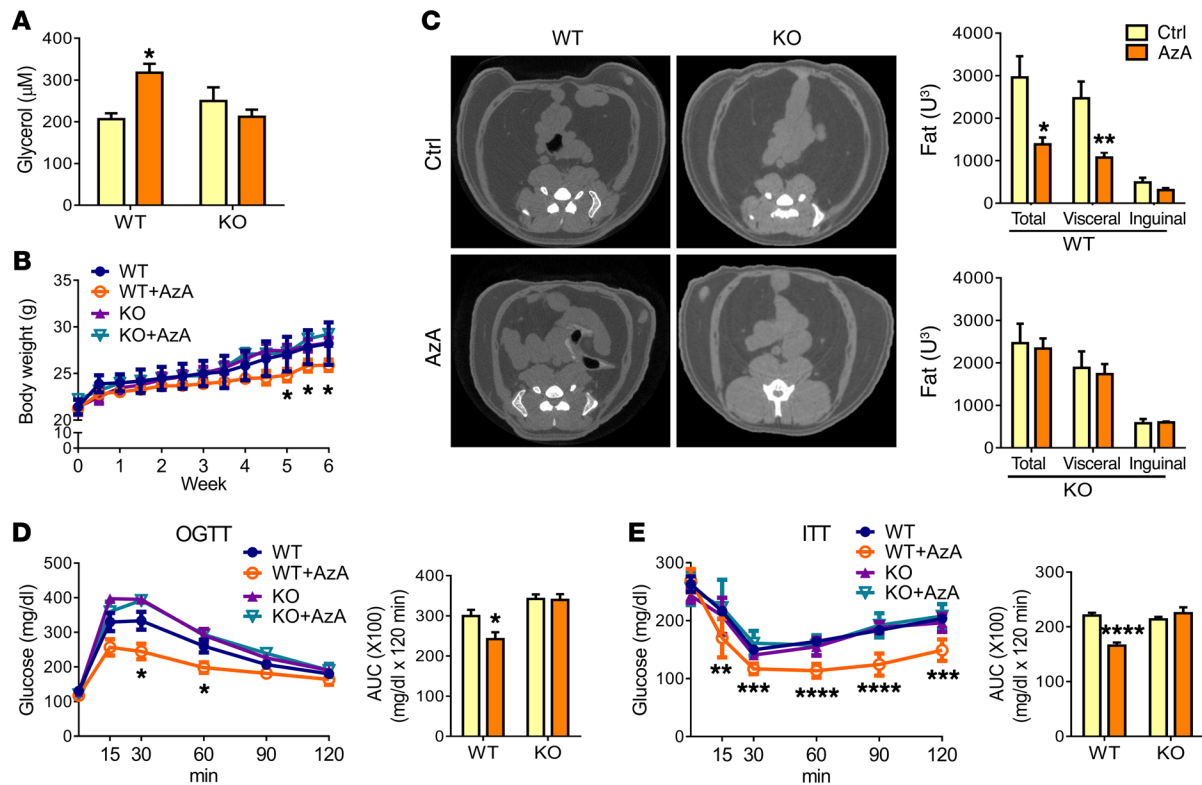 A
Glycerol (µM)
400
300
200
100
0
*
WT
KO
B
Body weight (g)
35
30
25
20
10
0
WT
WT+AzA
KO
KO+AzA
* * *
0 1 2 3 4 5 6
Week
C
WT
KO
Ctrl
AzA
Fat (U³)
4000
3000
2000
1000
0
Ctrl
AzA
*
**
Total Visceral Inguinal
WT
Fat (U³)
4000
3000
2000
1000
0
Total Visceral Inguinal
KO
D
OGTT
Glucose (mg/dl)
500
400
300
200
100
0
WT
WT+AzA
KO
KO+AzA
* *
15 30 60 90 120
min
AUC (X100)
(mg/dl x 120 min)
400
300
200
100
0
*
WT KO
E
ITT
Glucose (mg/dl)
300
200
100
0
WT
WT+AzA
KO
KO+AzA
** *** **** **** ***
15 30 60 90 120
min
AUC (X100)
(mg/dl x 120 min)
300
200
100
0
****
WT KO